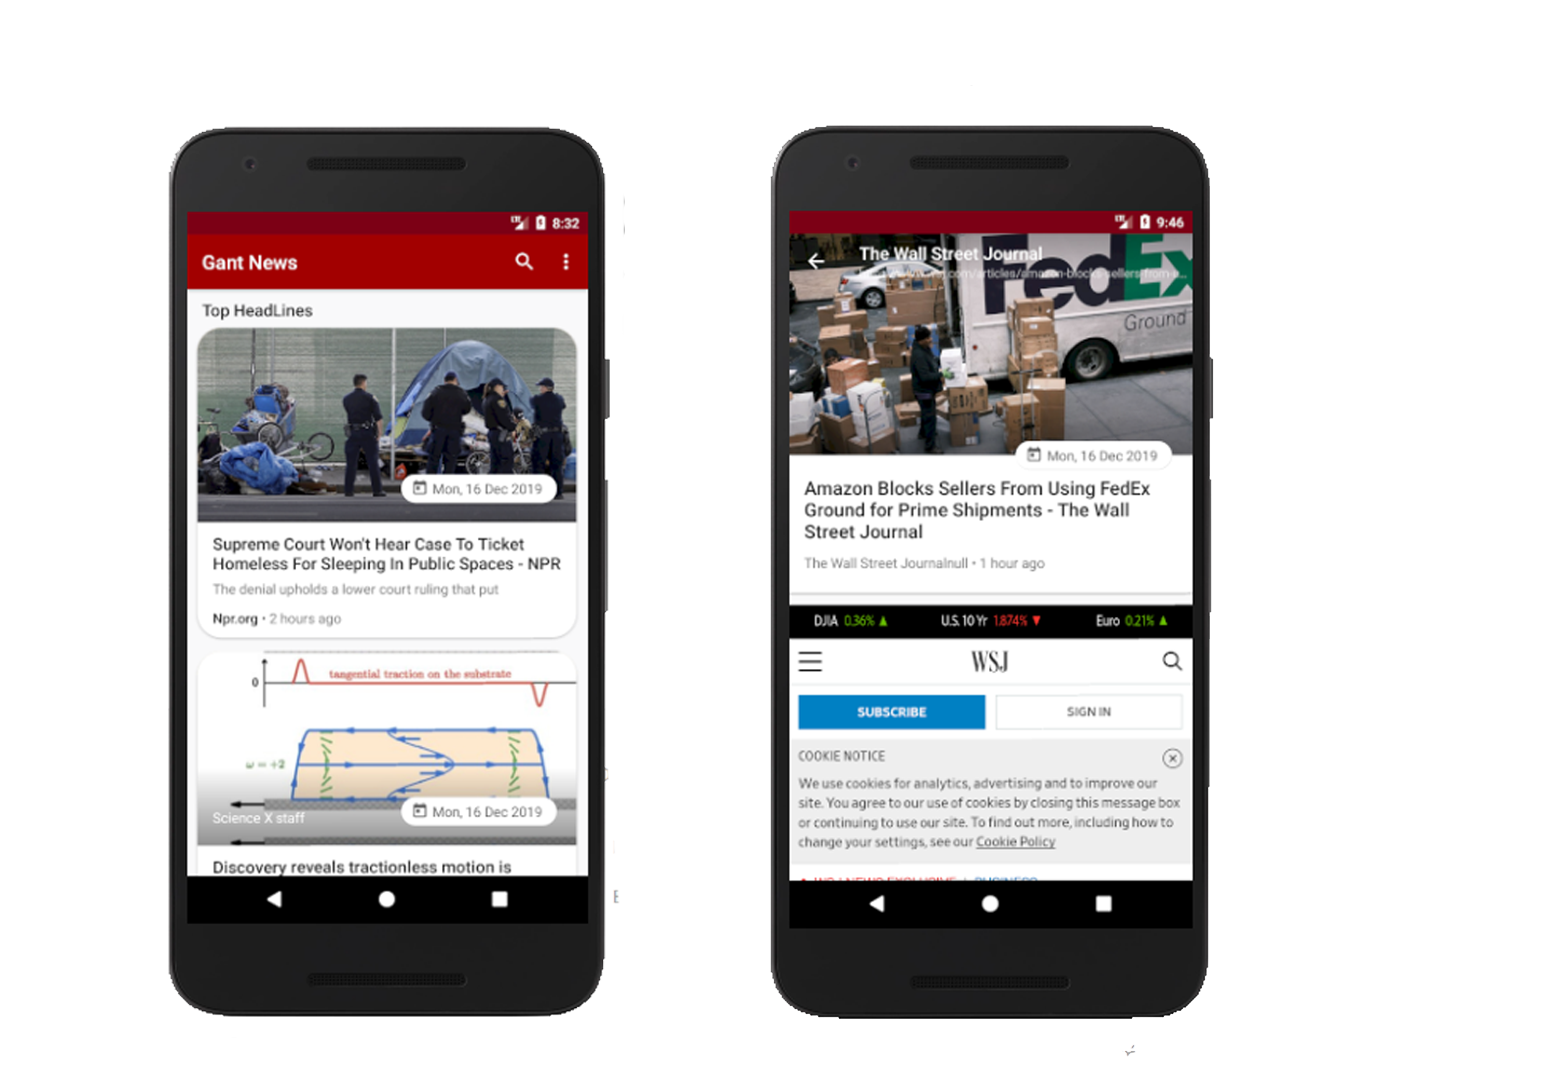 8:32
Gant News
Top HeadLines
Mon, 16 Dec 2019
Supreme Court Won't Hear Case To Ticket
Homeless For Sleeping In Public Spaces - NPR
The denial upholds a lower court ruling that put
Npr.org • 2 hours ago
0
tangential traction on the substrate
ω = +2
Science X staff
Mon, 16 Dec 2019
Discovery reveals tractionless motion is
9:46
The Wall Street Journal
.com/articles/amazon-blocks-sellers-from-a...
FedEx
Ground
Mon, 16 Dec 2019
Amazon Blocks Sellers From Using FedEx
Ground for Prime Shipments - The Wall
Street Journal
The Wall Street Journalnull • 1 hour ago
DJIA 0.36% ▲ U.S. 10 Yr 1.874% ▼ Euro 0.21% ▲
WSJ
SUBSCRIBE SIGN IN
COOKIE NOTICE
We use cookies for analytics, advertising and to improve our
site. You agree to our use of cookies by closing this message box
or continuing to use our site. To find out more, including how to
change your settings, see our Cookie Policy